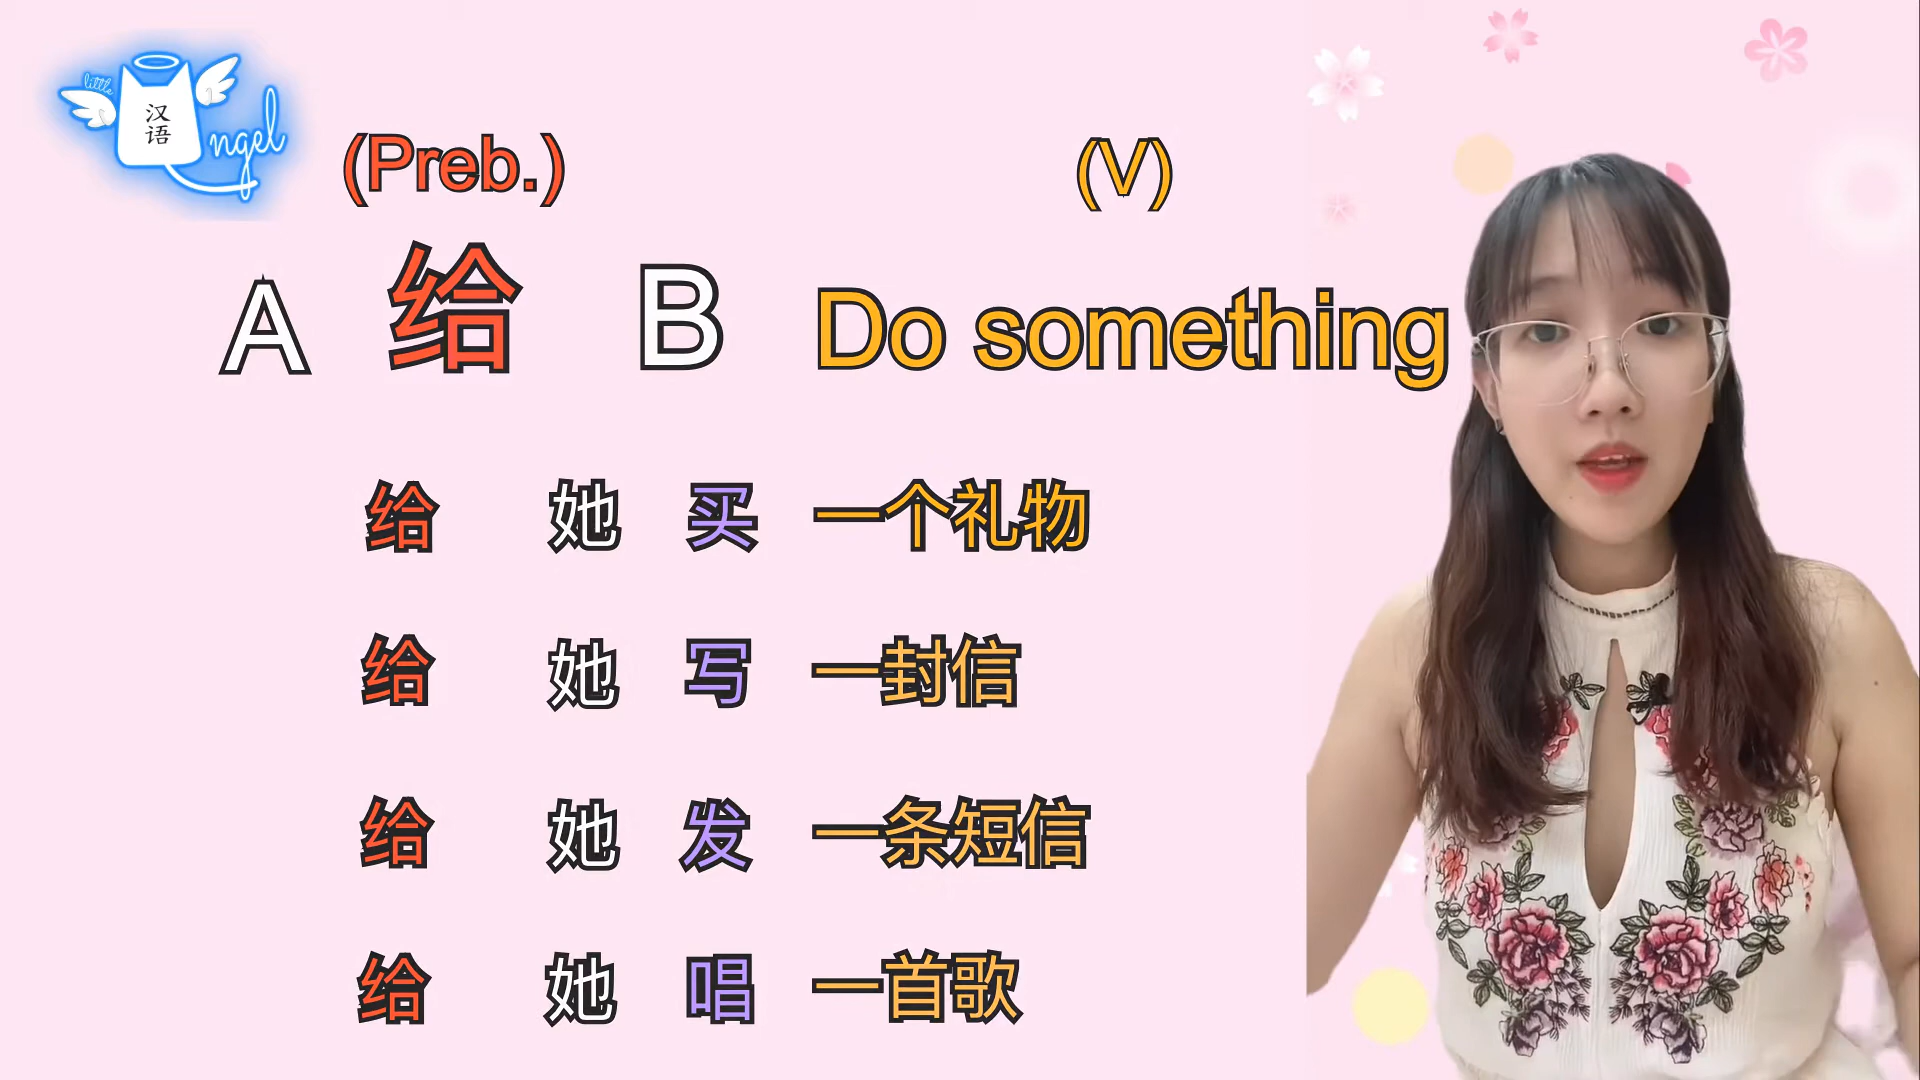 little
汉语
Angel
(Preb.) (V)
A 给 B Do something
给 她 买 一个礼物
给 她 写 一封信
给 她 发 一条短信
给 她 唱 一首歌